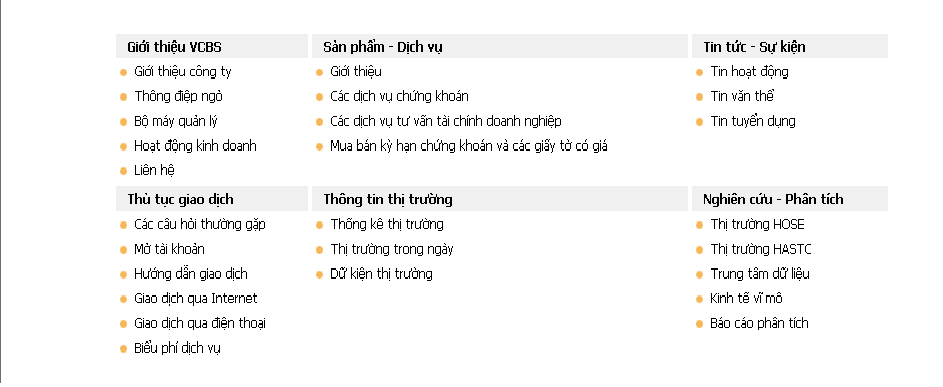 Giới thiệu VCBS
Giới thiệu công ty
Thông điệp ngỏ
Bộ máy quản lý
Hoạt động kinh doanh
Liên hệ
Sản phẩm - Dịch vụ
Giới thiệu
Các dịch vụ chứng khoán
Các dịch vụ tư vấn tài chính doanh nghiệp
Mua bán kỳ hạn chứng khoán và các giấy tờ có giá
Tin tức - Sự kiện
Tin hoạt động
Tin văn thể
Tin tuyển dụng
Thủ tục giao dịch
Các câu hỏi thường gặp
Mở tài khoản
Hướng dẫn giao dịch
Giao dịch qua Internet
Giao dịch qua điện thoại
Biểu phí dịch vụ
Thông tin thị trường
Thống kê thị trường
Thị trường trong ngày
Dữ kiện thị trường
Nghiên cứu - Phân tích
Thị trường HOSE
Thị trường HASTC
Trung tâm dữ liệu
Kinh tế vĩ mô
Báo cáo phân tích